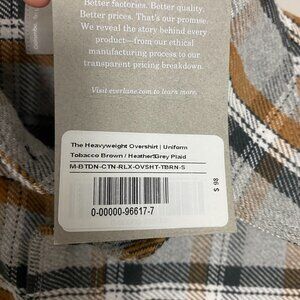 Better factories. Better quality.
Better prices. That's our promise.
We reveal the story behind every
product—from our ethical
manufacturing process to our
transparent pricing breakdown.
Visit everlane.com to learn more.
The Heavyweight Overshirt | Uniform
Tobacco Brown / Heather Grey Plaid
M-BTDN-CTN-RLX-OVSHT-TBRN-S
0-00000-96617-7
$ 98